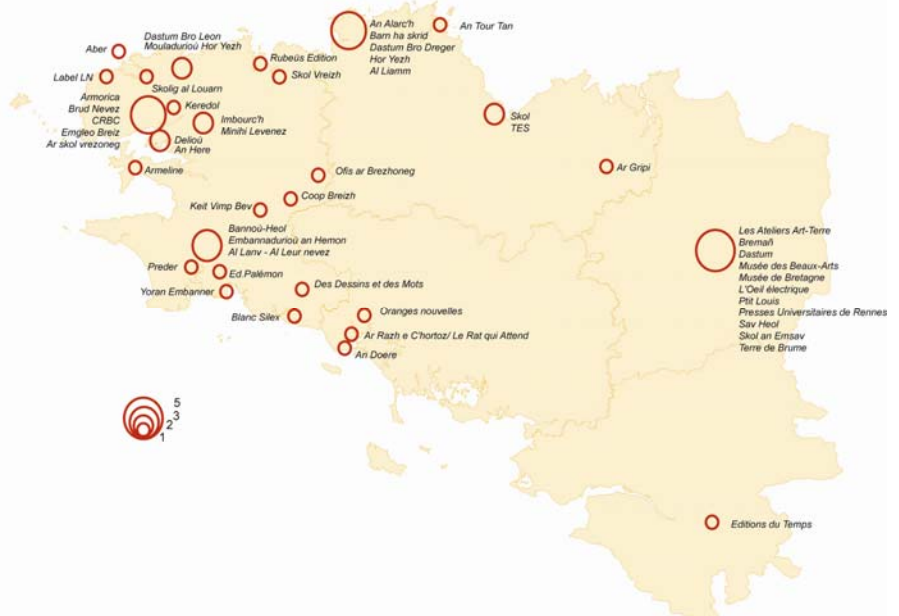 An Alarc'h
Barn ha skrid
Dastum Bro Dreger
Hor Yezh
Al Liamm
An Tour Tan
Dastum Bro Leon
Mouladurioù Hor Yezh
Aber
Rubeüs Edition
Label LN
Skol Vreizh
Skolig al Louarn
Armorica
Brud Nevez
CRBC
Emgleo Breiz
Ar skol vrezoneg
Keredol
Imbourc'h
Minihi Levenez
Skol
TES
Delioù
An Here
Armeline
Ofis ar Brezhoneg
Ar Gripi
Coop Breizh
Keit Vimp Bev
Bannoù-Heol
Embannadurioù an Hemon
Al Lanv - Al Leur nevez
Les Ateliers Art-Terre
Bremañ
Dastum
Musée des Beaux-Arts
Musée de Bretagne
L'Oeil électrique
Ptit Louis
Presses Universitaires de Rennes
Sav Heol
Skol an Emsav
Terre de Brume
Preder
Ed.Palémon
Yoran Embanner
Des Dessins et des Mots
Blanc Silex
Oranges nouvelles
Ar Razh e C'hortoz/ Le Rat qui Attend
An Doere
5
3
2
1
Editions du Temps